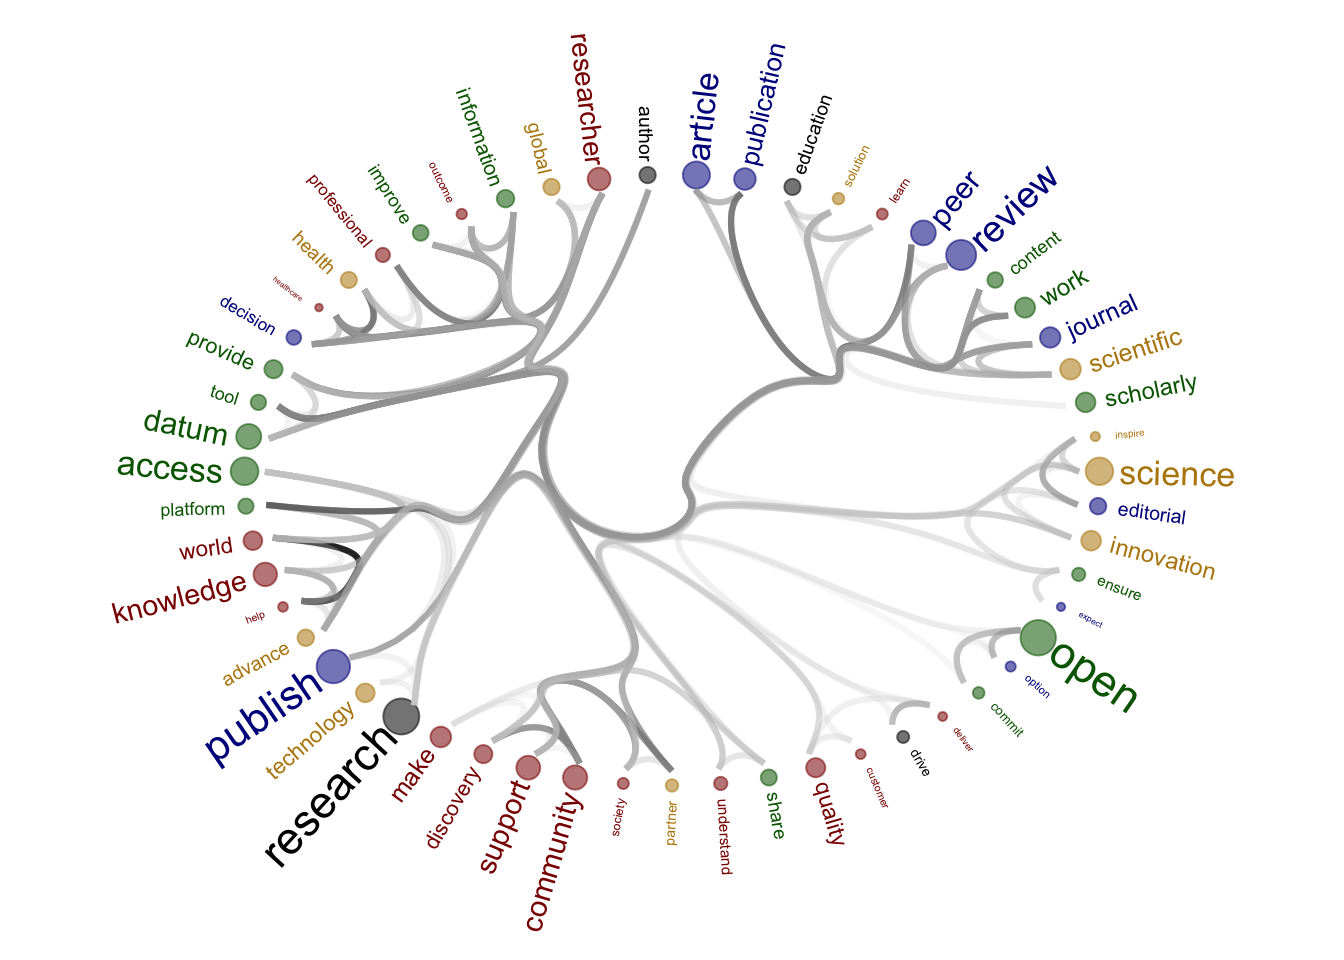 article
publication
education
solution
learn
peer
review
content
work
journal
scientific
scholarly
inspire
science
editorial
innovation
ensure
expect
open
option
commit
deliver
drive
customer
quality
share
understand
partner
society
community
support
discovery
make
research
technology
publish
advance
help
knowledge
world
platform
access
datum
tool
provide
decision
healthcare
health
professional
improve
outcome
information
global
researcher
author